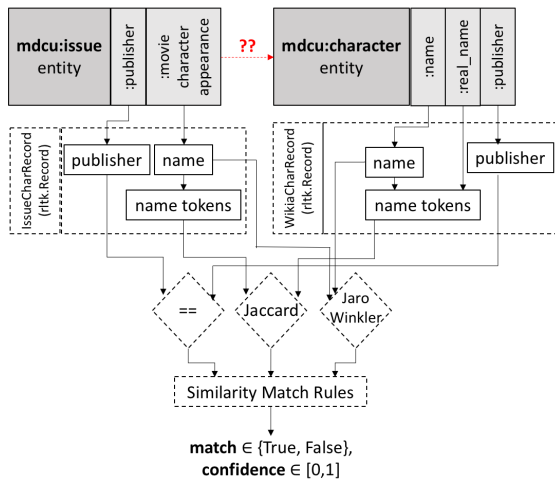 mdcu:issue
entity
:publisher
:movie
character
appearance
??
mdcu:character
entity
:name
:real_name
:publisher
IssueCharRecord
(rltk.Record)
publisher
name
name tokens
WikiaCharRecord
(rltk.Record)
name
publisher
name tokens
==
Jaccard
Jaro
Winkler
Similarity Match Rules
match ∈ {True, False},
confidence ∈ [0,1]